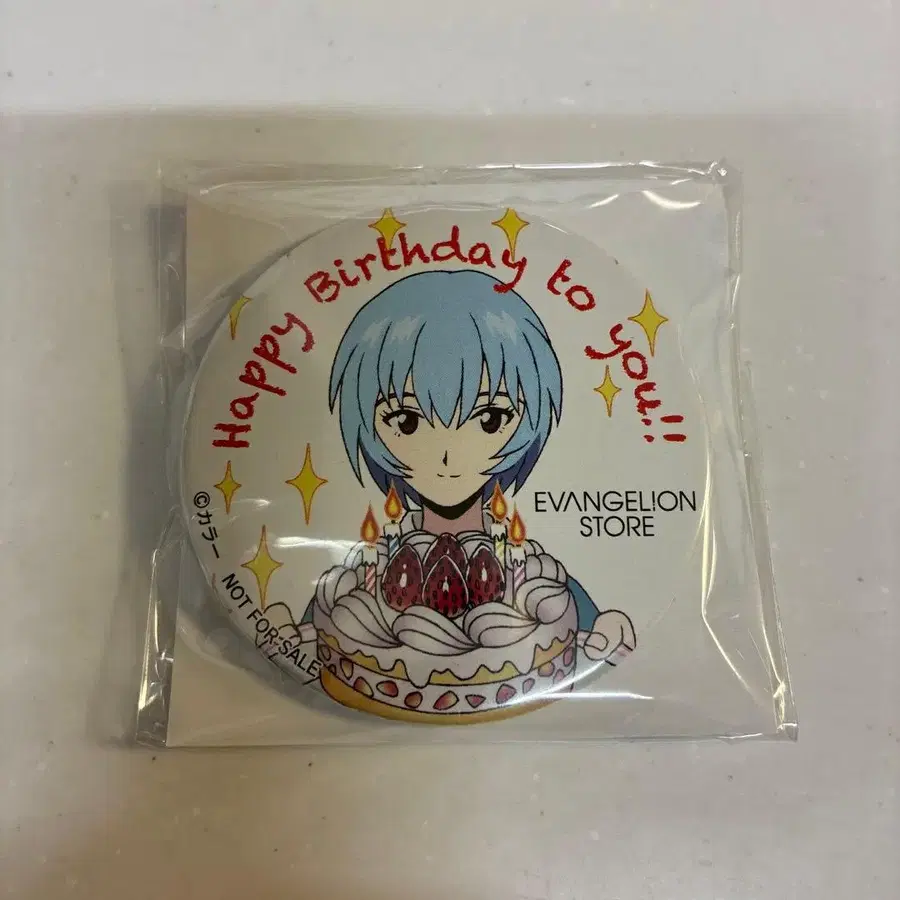 Happy Birthday to you!!
EVANGELION
STORE
©カラー
NOT FOR SALE